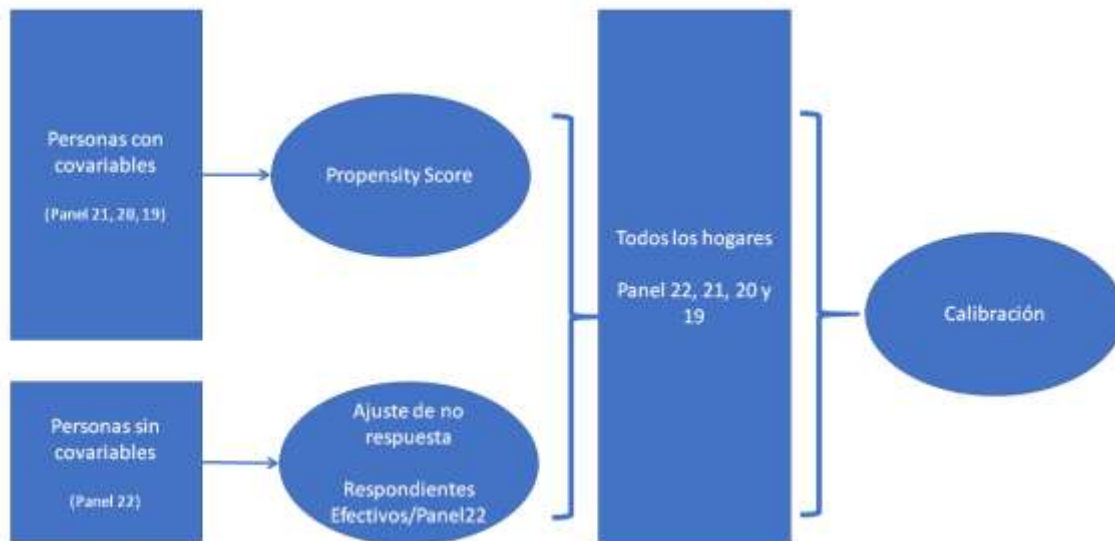 Personas con
covariables
(Panel 21, 20, 19)
Propensity Score
Personas sin
covariables
(Panel 22)
Ajuste de no
respuesta
Respondientes
Efectivos/Panel22
Todos los hogares
Panel 22, 21, 20 y
19
Calibración